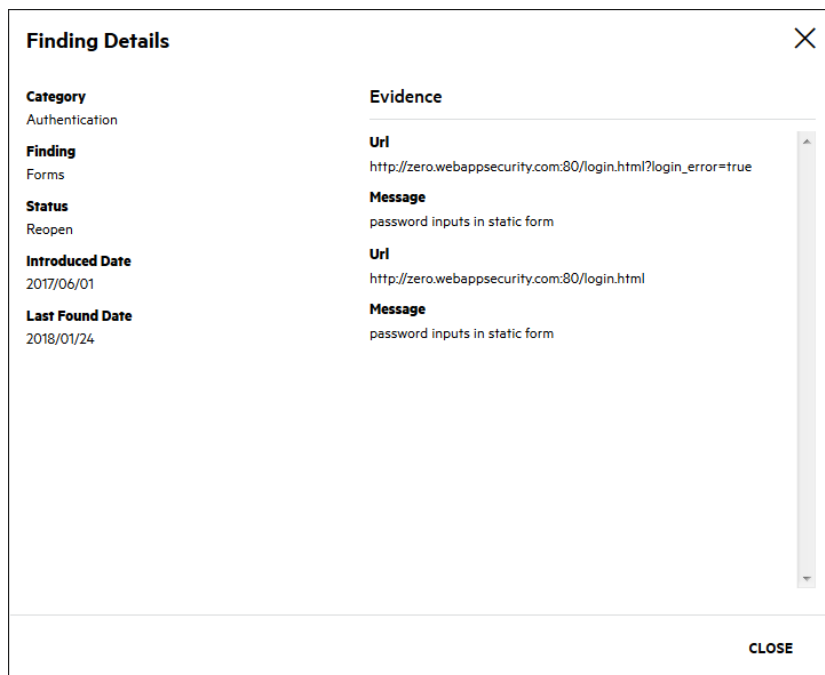 Finding Details
Category
Authentication
Finding
Forms
Status
Reopen
Introduced Date
2017/06/01
Last Found Date
2018/01/24
Evidence
Url
http://zero.webappsecurity.com:80/login.html?login_error=true
Message
password inputs in static form
Url
http://zero.webappsecurity.com:80/login.html
Message
password inputs in static form
CLOSE